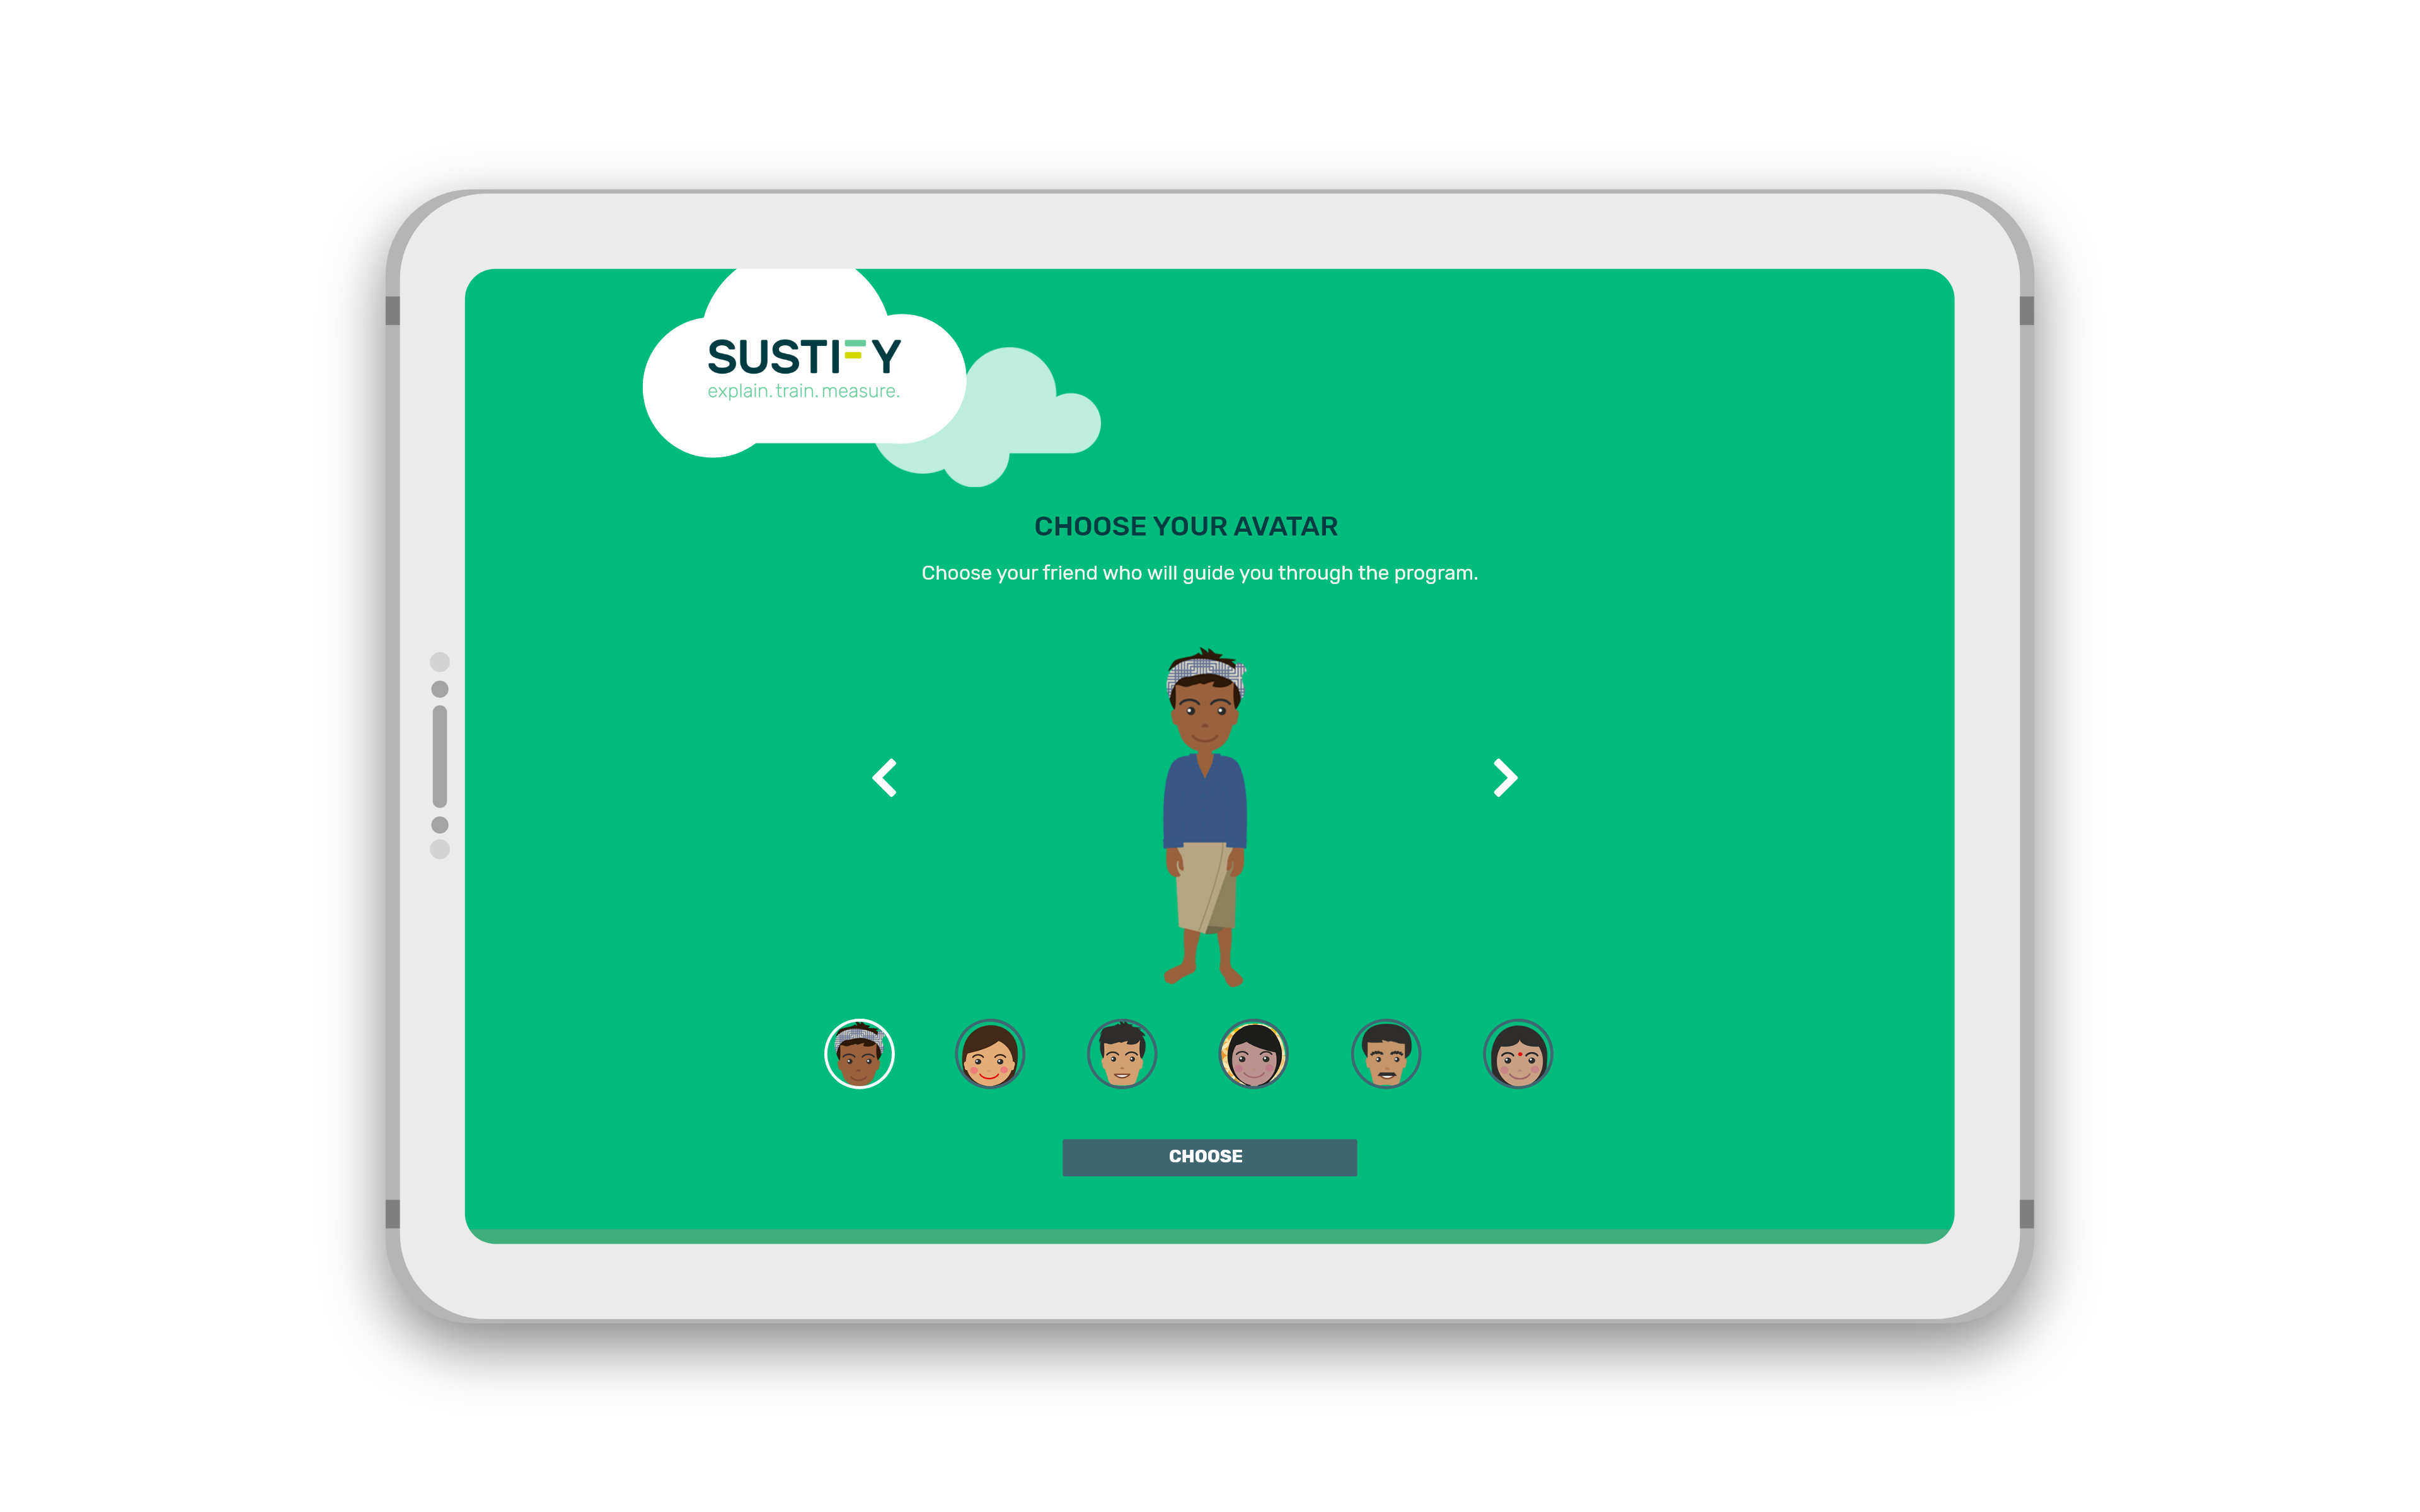 SUSTIFY
explain. train. measure.
CHOOSE YOUR AVATAR
Choose your friend who will guide you through the program.
CHOOSE